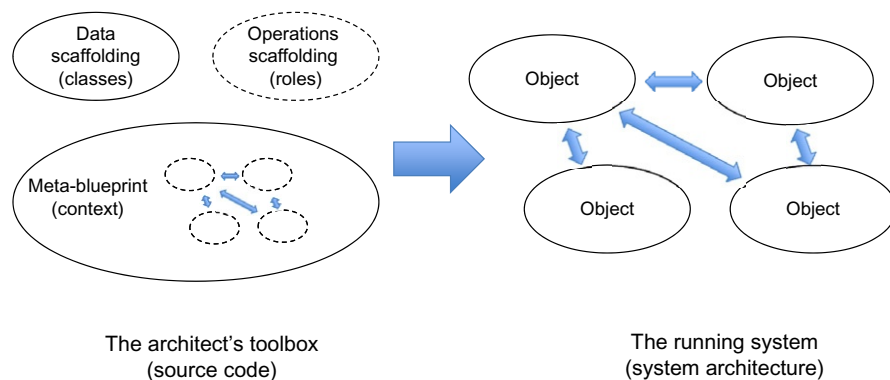 Data
scaffolding
(classes)
Operations
scaffolding
(roles)
Meta-blueprint
(context)
Object
Object
Object
Object
The architect's toolbox
(source code)
The running system
(system architecture)